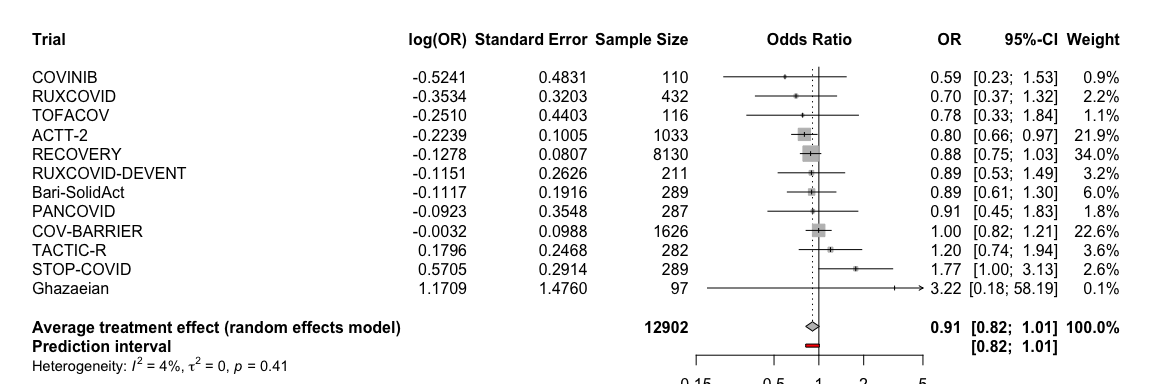 Trial log(OR) Standard Error Sample Size Odds Ratio OR 95%-CI Weight
COVINIB -0.5241 0.4831 110 0.59 [0.23; 1.53] 0.9%
RUXCOVID -0.3534 0.3203 432 0.70 [0.37; 1.32] 2.2%
TOFACOV -0.2510 0.4403 116 0.78 [0.33; 1.84] 1.1%
ACTT-2 -0.2239 0.1005 1033 0.80 [0.66; 0.97] 21.9%
RECOVERY -0.1278 0.0807 8130 0.88 [0.75; 1.03] 34.0%
RUXCOVID-DEVENT -0.1151 0.2626 211 0.89 [0.53; 1.49] 3.2%
Bari-SolidAct -0.1117 0.1916 289 0.89 [0.61; 1.30] 6.0%
PANCOVID -0.0923 0.3548 287 0.91 [0.45; 1.83] 1.8%
COV-BARRIER -0.0032 0.0988 1626 1.00 [0.82; 1.21] 22.6%
TACTIC-R 0.1796 0.2468 282 1.20 [0.74; 1.94] 3.6%
STOP-COVID 0.5705 0.2914 289 1.77 [1.00; 3.13] 2.6%
Ghazaeian 1.1709 1.4760 97 3.22 [0.18; 58.19] 0.1%
Average treatment effect (random effects model) 12902 0.91 [0.82; 1.01] 100.0%
Prediction interval [0.82; 1.01]
Heterogeneity: I² = 4%, τ² = 0, p = 0.41
0.15 0.5 1 2 5